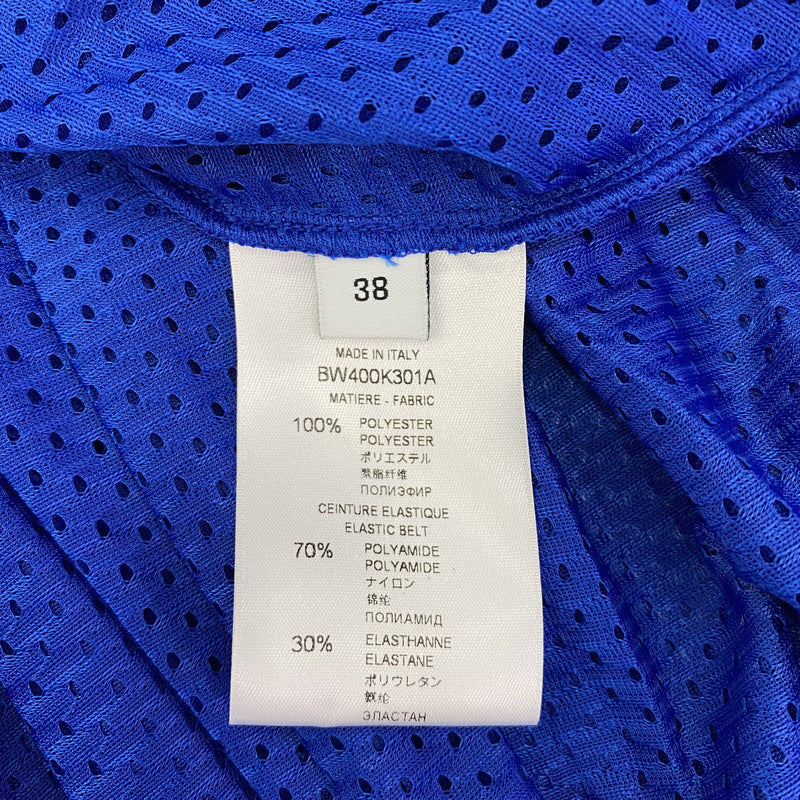 38
MADE IN ITALY
BW400K301A
MATIERE - FABRIC
100% POLYESTER
POLYESTER
ポリエステル
聚脂纤维
ПОЛИЭФИР
CEINTURE ELASTIQUE
ELASTIC BELT
70% POLYAMIDE
POLYAMIDE
ナイロン
锦纶
ПОЛИАМИД
30% ELASTHANNE
ELASTANE
ポリウレタン
氨纶
ЭЛАСТАН